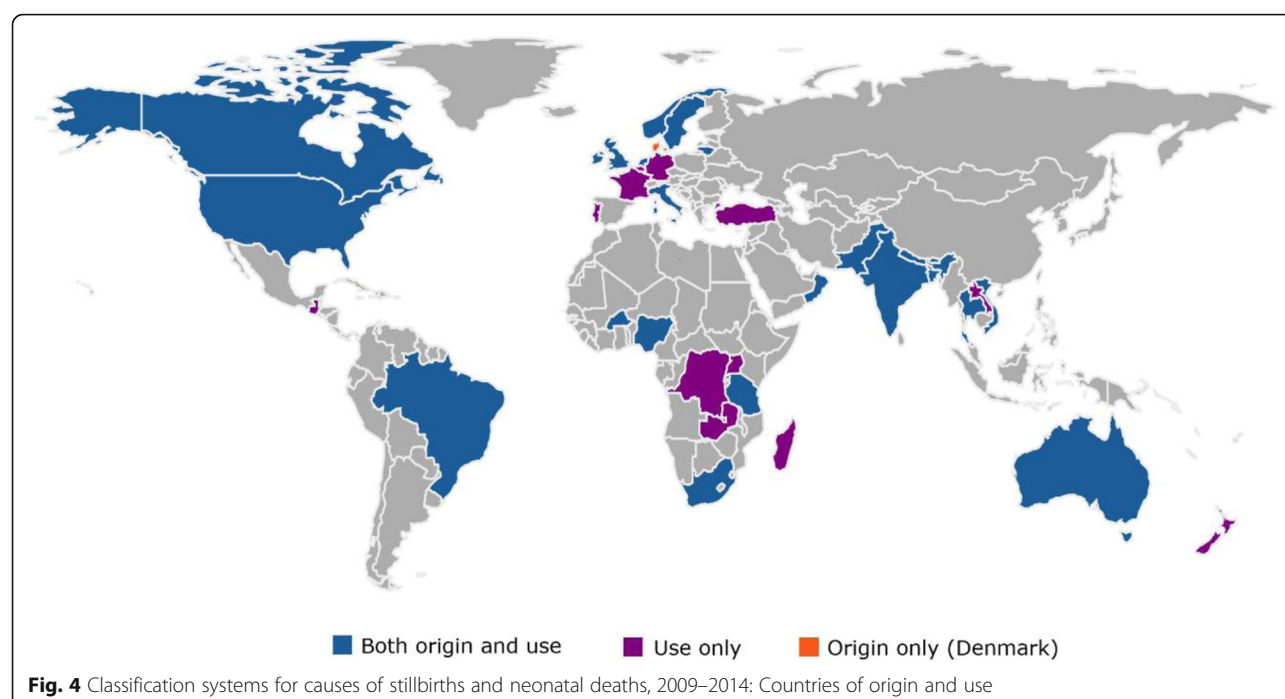 Both origin and use
Use only
Origin only (Denmark)
Fig. 4 Classification systems for causes of stillbirths and neonatal deaths, 2009–2014: Countries of origin and use